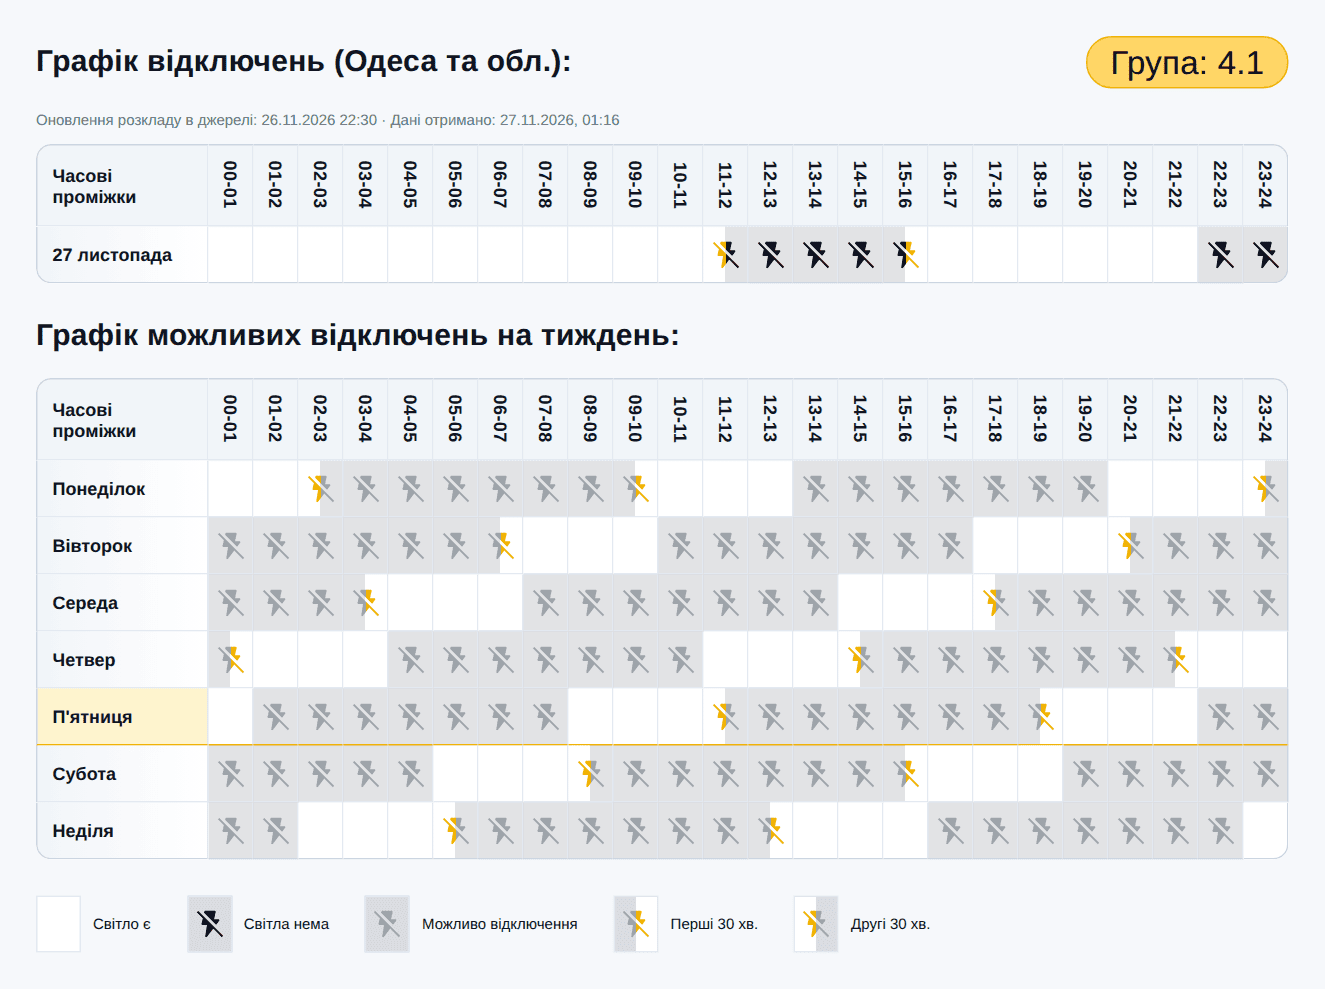 Графік відключень (Одеса та обл.):
Група: 4.1
Оновлення розкладу в джерелі: 26.11.2026 22:30 · Дані отримано: 27.11.2026, 01:16
Часові проміжки 00-01 01-02 02-03 03-04 04-05 05-06 06-07 07-08 08-09 09-10 10-11 11-12 12-13 13-14 14-15 15-16 16-17 17-18 18-19 19-20 20-21 21-22 22-23 23-24
27 листопада
Графік можливих відключень на тиждень:
Часові проміжки 00-01 01-02 02-03 03-04 04-05 05-06 06-07 07-08 08-09 09-10 10-11 11-12 12-13 13-14 14-15 15-16 16-17 17-18 18-19 19-20 20-21 21-22 22-23 23-24
Понеділок
Вівторок
Середа
Четвер
П'ятниця
Субота
Неділя
Світло є Світла нема Можливо відключення Перші 30 хв. Другі 30 хв.